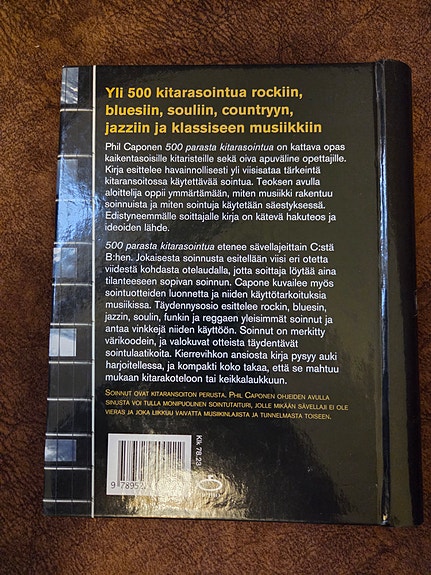 Yli 500 kitarasointua rockiin,
bluesiin, souliin, countryyn,
jazziin ja klassiseen musiikkiin
Phil Caponen 500 parasta kitarasointua on kattava opas
kaikentasoisille kitaristeille sekä oiva apuväline opettajille.
Kirja esittelee havainnollisesti yli viisisataa tärkeintä
kitaransoitossa käytettävää sointua. Teoksen avulla
aloittelija oppii ymmärtämään, miten musiikki rakentuu
soinnuista ja miten sointuja käytetään säestyksessä.
Edistyneemmälle soittajalle kirja on kätevä hakuteos ja
ideoiden lähde.
500 parasta kitarasointua etenee sävellajeittain C:stä
B:hen. Jokaisesta soinnusta esitellään viisi eri otetta
viidestä kohdasta otelaudalla, jotta soittaja löytää aina
tilanteeseen sopivan soinnun. Capone kuvailee myös
sointuotteiden luonnetta ja niiden käyttötarkoituksia
musiikissa. Täydennysosio esittelee rockin, bluesin,
jazzin, soulin, funkin ja reggaen yleisimmät soinnut ja
antaa vinkkejä niiden käyttöön. Soinnut on merkitty
värikoodein, ja valokuvat otteista täydentävät
sointulaatikoita. Kierrevihkon ansiosta kirja pysyy auki
harjoitellessa, ja kompakti koko takaa, että se mahtuu
mukaan kitarakoteloon tai keikkalaukkuun.
Soinnut ovat kitaransoiton perusta. Phil Caponen ohjeiden avulla
sinusta voi tulla monipuolinen sointutaituri, jolle mikään sävellaji ei ole
vieras ja joka liikkuu vaivatta musiikinlajista ja tunnelmasta toiseen.
Klk 78.23